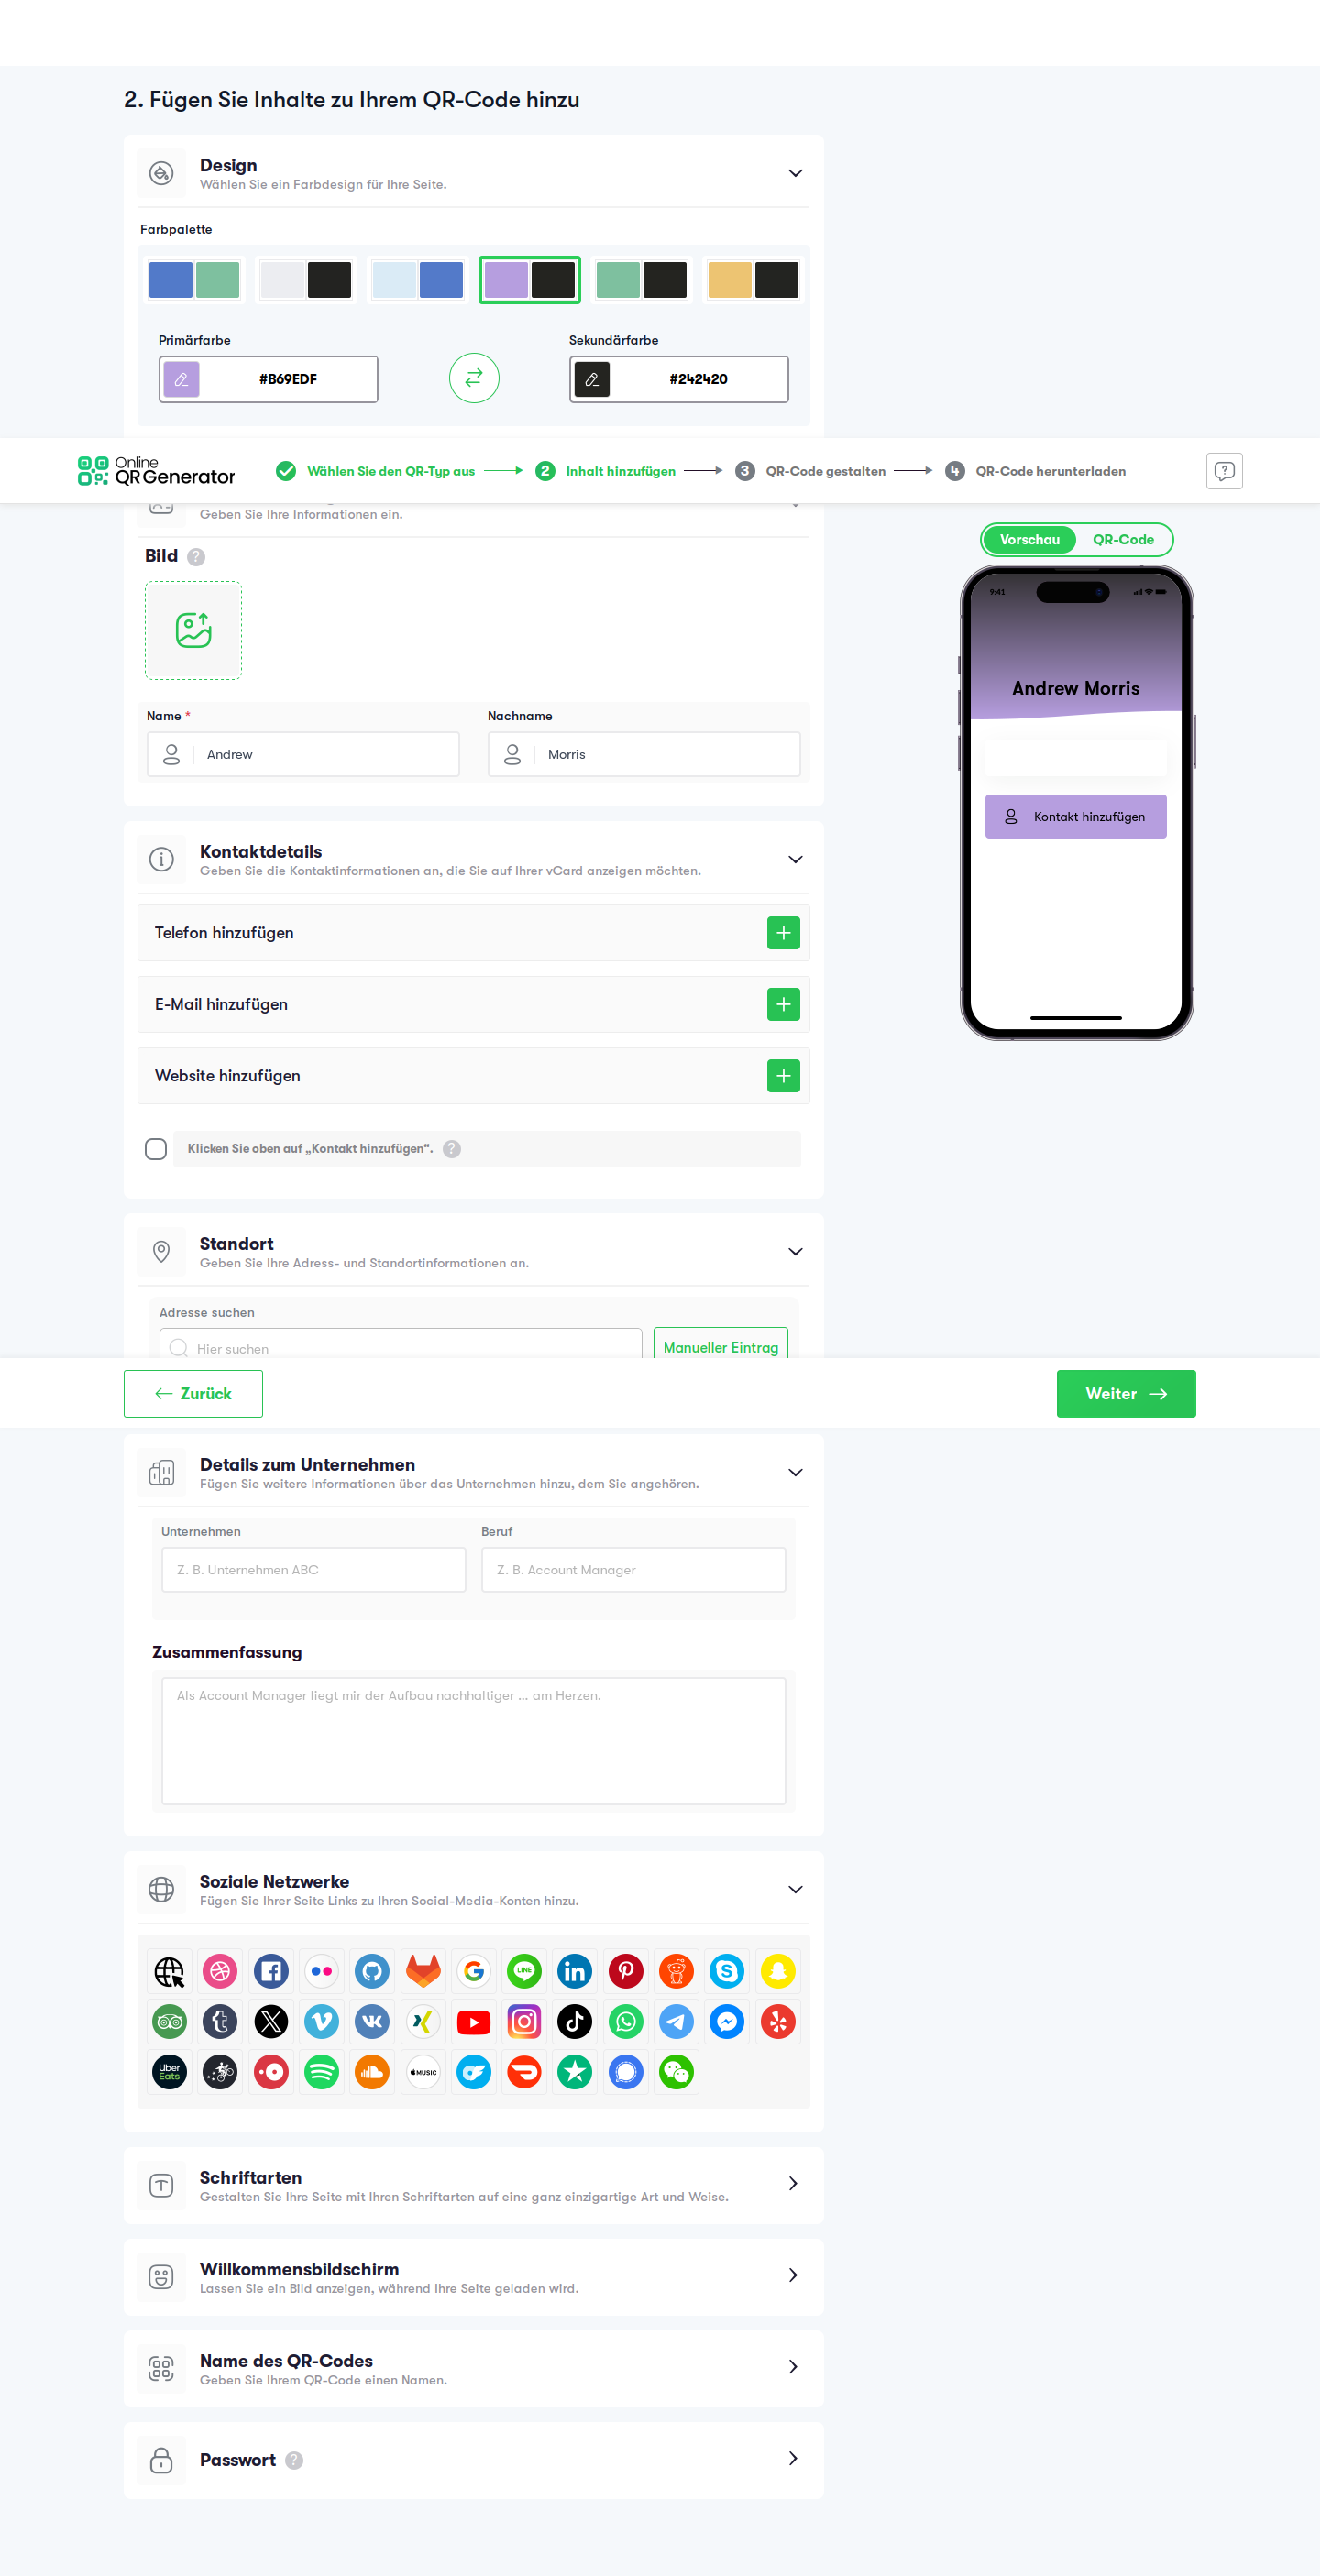 2. Fügen Sie Inhalte zu Ihrem QR-Code hinzu
Design
Wählen Sie ein Farbdesign für Ihre Seite.
Farbpalette
Primärfarbe
Sekundärfarbe
#B69EDF
#242420
Online
QR Generator
Wählen Sie den QR-Typ aus
2 Inhalt hinzufügen
3 QR-Code gestalten
4 QR-Code herunterladen
Geben Sie Ihre Informationen ein.
Bild
Name *
Nachname
Andrew
Morris
Vorschau
QR-Code
9:41
Andrew Morris
Kontakt hinzufügen
Kontaktdetails
Geben Sie die Kontaktinformationen an, die Sie auf Ihrer vCard anzeigen möchten.
Telefon hinzufügen
E-Mail hinzufügen
Website hinzufügen
Klicken Sie oben auf „Kontakt hinzufügen“.
Standort
Geben Sie Ihre Adress- und Standortinformationen an.
Adresse suchen
Hier suchen
Manueller Eintrag
Zurück
Weiter
Details zum Unternehmen
Fügen Sie weitere Informationen über das Unternehmen hinzu, dem Sie angehören.
Unternehmen
Beruf
Z. B. Unternehmen ABC
Z. B. Account Manager
Zusammenfassung
Als Account Manager liegt mir der Aufbau nachhaltiger ... am Herzen.
Soziale Netzwerke
Fügen Sie Ihrer Seite Links zu Ihren Social-Media-Konten hinzu.
LINE
Uber
Eats
MUSIC
Schriftarten
Gestalten Sie Ihre Seite mit Ihren Schriftarten auf eine ganz einzigartige Art und Weise.
Willkommensbildschirm
Lassen Sie ein Bild anzeigen, während Ihre Seite geladen wird.
Name des QR-Codes
Geben Sie Ihrem QR-Code einen Namen.
Passwort